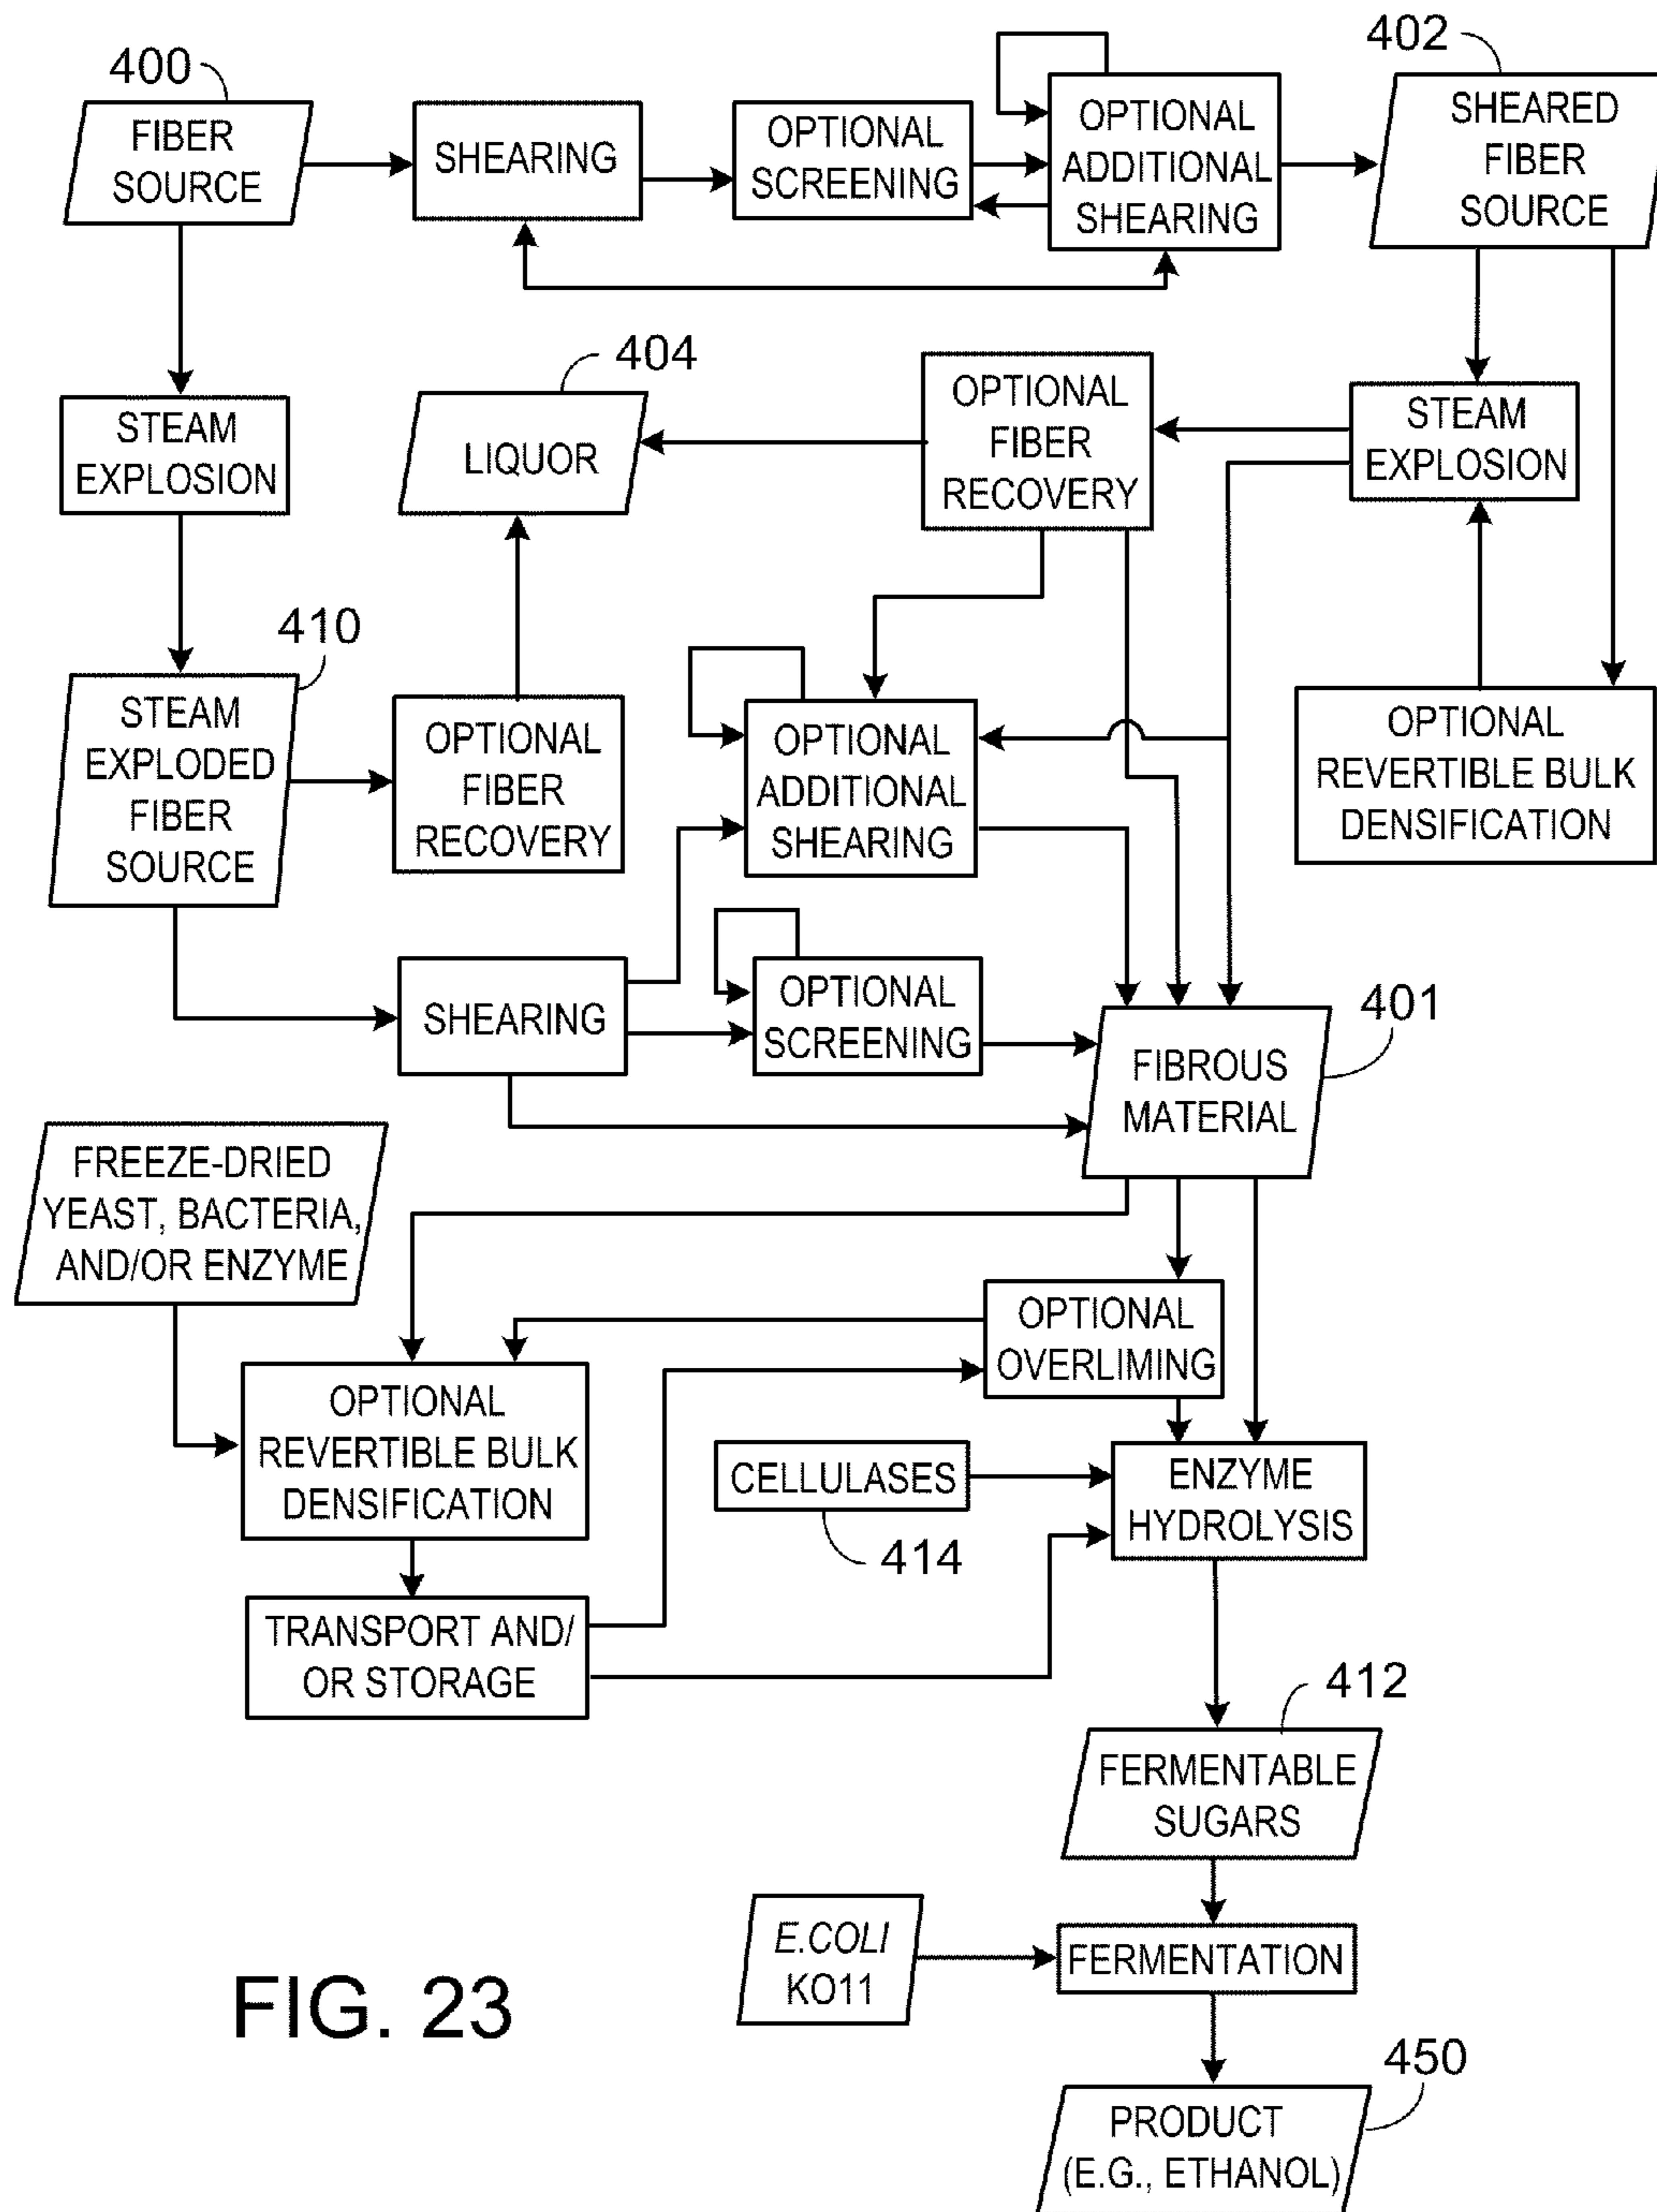 400
402
FIBER
SOURCE
SHEARING
OPTIONAL
SCREENING
OPTIONAL
ADDITIONAL
SHEARING
SHEARED
FIBER
SOURCE
404
STEAM
EXPLOSION
LIQUOR
OPTIONAL
FIBER
RECOVERY
STEAM
EXPLOSION
410
STEAM
EXPLODED
FIBER
SOURCE
OPTIONAL
FIBER
RECOVERY
OPTIONAL
ADDITIONAL
SHEARING
OPTIONAL
REVERTIBLE BULK
DENSIFICATION
SHEARING
OPTIONAL
SCREENING
401
FIBROUS
MATERIAL
FREEZE-DRIED
YEAST, BACTERIA,
AND/OR ENZYME
OPTIONAL
OVERLIMING
OPTIONAL
REVERTIBLE BULK
DENSIFICATION
CELLULASES
414
ENZYME
HYDROLYSIS
TRANSPORT AND/
OR STORAGE
412
FERMENTABLE
SUGARS
E.COLI
KO11
FERMENTATION
FIG. 23
450
PRODUCT
(E.G., ETHANOL)